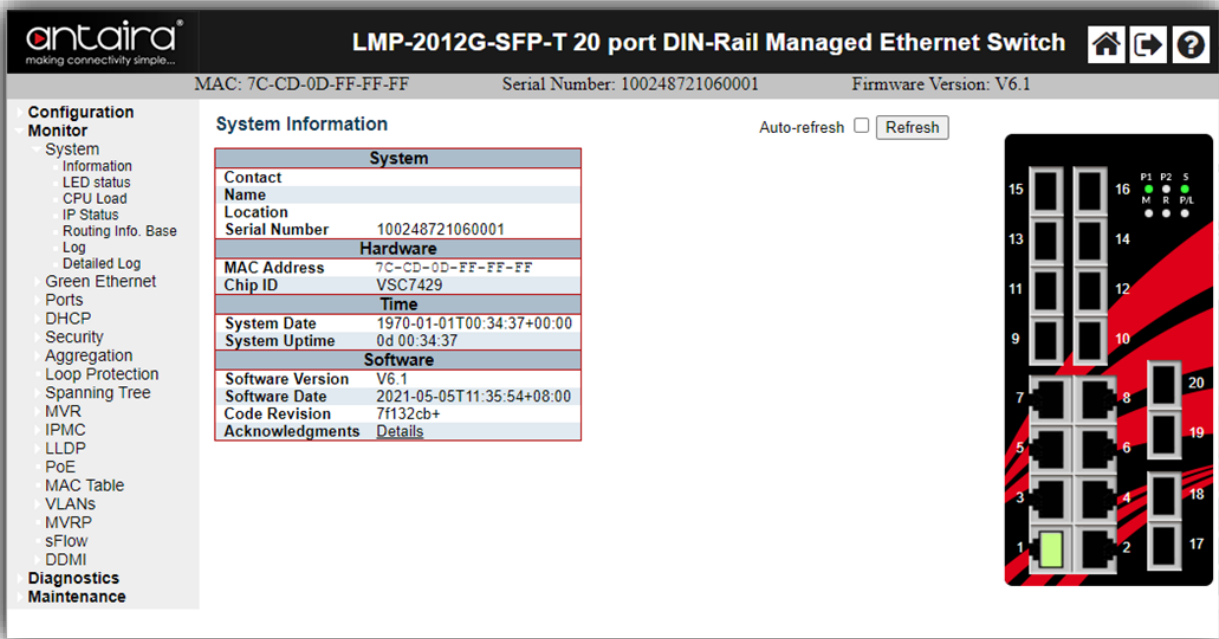 antaira®
making connectivity simple...
LMP-2012G-SFP-T 20 port DIN-Rail Managed Ethernet Switch
?
MAC: 7C-CD-0D-FF-FF-FF Serial Number: 100248721060001 Firmware Version: V6.1
Configuration
Monitor
System
Information
LED status
CPU Load
IP Status
Routing Info. Base
Log
Detailed Log
Green Ethernet
Ports
DHCP
Security
Aggregation
Loop Protection
Spanning Tree
MVR
IPMC
LLDP
PoE
MAC Table
VLANs
MVRP
sFlow
DDMI
Diagnostics
Maintenance
System Information
Auto-refresh Refresh
System
Contact
Name
Location
Serial Number 100248721060001
Hardware
MAC Address 7C-CD-0D-FF-FF-FF
Chip ID VSC7429
Time
System Date 1970-01-01T00:34:37+00:00
System Uptime 0d 00:34:37
Software
Software Version V6.1
Software Date 2021-05-05T11:35:54+08:00
Code Revision 7f132cb+
Acknowledgments Details
P1 P2 S
15 16
M R P/L
13 14
11 12
9 10
20
7 8
19
5 6
18
3 4
17
1 2